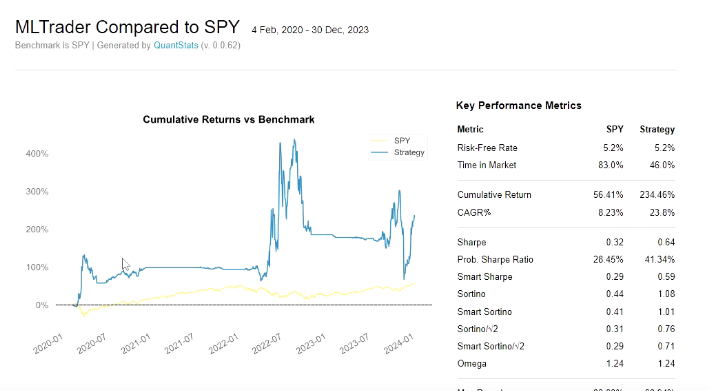 MLTrader Compared to SPY 4 Feb, 2020 - 30 Dec, 2023
Benchmark is SPY | Generated by QuantStats (v. 0.0.62)
Cumulative Returns vs Benchmark
SPY
Strategy
400%
300%
200%
100%
0%
2020-01
2020-07
2021-01
2021-07
2022-01
2022-07
2023-01
2023-07
2024-01
Key Performance Metrics
Metric SPY Strategy
Risk-Free Rate 5.2% 5.2%
Time in Market 83.0% 46.0%
Cumulative Return 56.41% 234.46%
CAGR% 8.23% 23.8%
Sharpe 0.32 0.64
Prob. Sharpe Ratio 28.45% 41.34%
Smart Sharpe 0.29 0.59
Sortino 0.44 1.08
Smart Sortino 0.41 1.01
Sortino/√2 0.31 0.76
Smart Sortino/√2 0.29 0.71
Omega 1.24 1.24